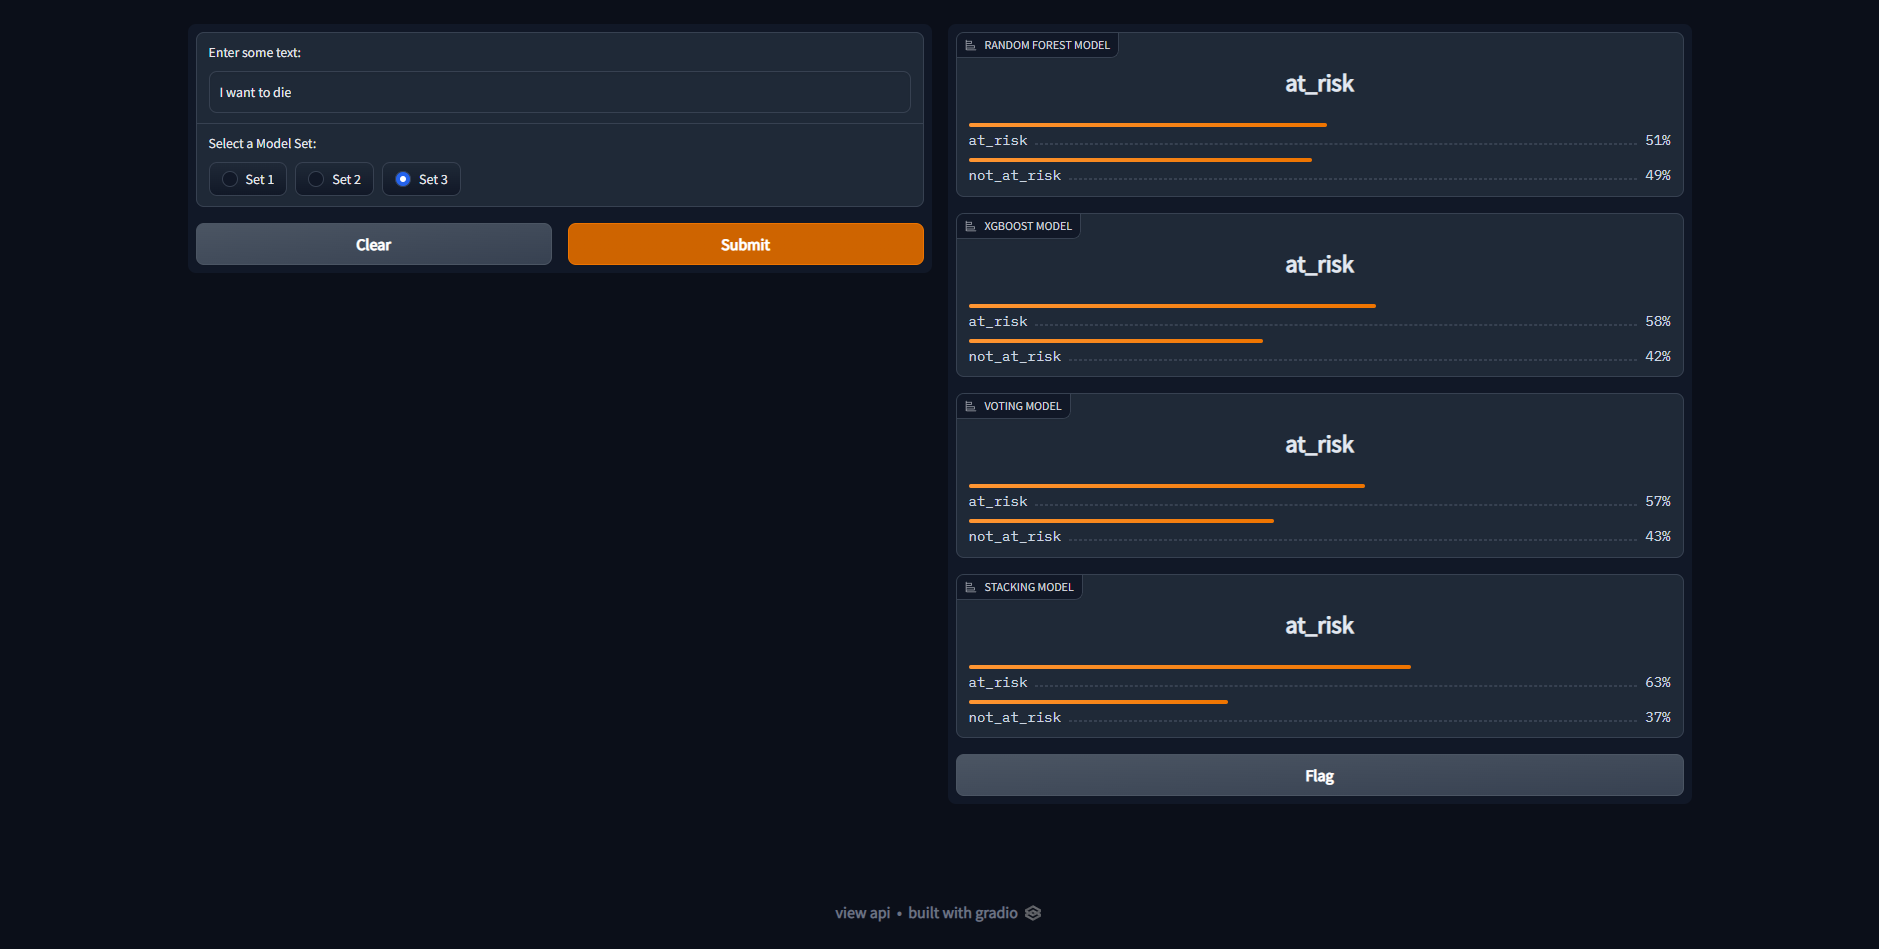 Enter some text:
I want to die
Select a Model Set:
Set 1 Set 2 Set 3
Clear Submit
RANDOM FOREST MODEL
at_risk
at_risk 51%
not_at_risk 49%
XGBOOST MODEL
at_risk
at_risk 58%
not_at_risk 42%
VOTING MODEL
at_risk
at_risk 57%
not_at_risk 43%
STACKING MODEL
at_risk
at_risk 63%
not_at_risk 37%
Flag
view api • built with gradio